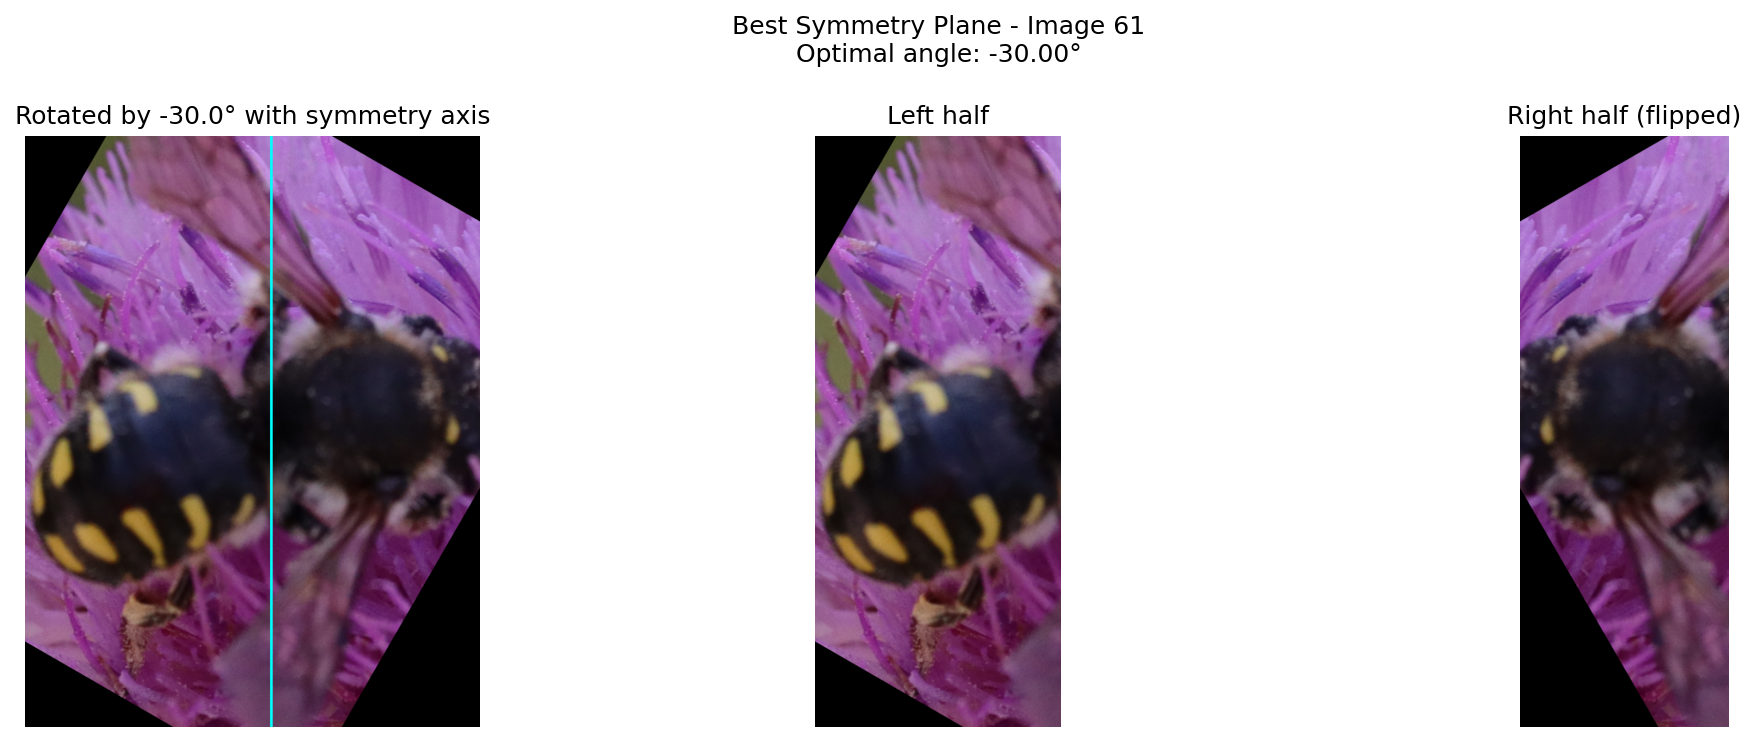 Best Symmetry Plane - Image 61
Optimal angle: -30.00°
Rotated by -30.0° with symmetry axis
Left half
Right half (flipped)